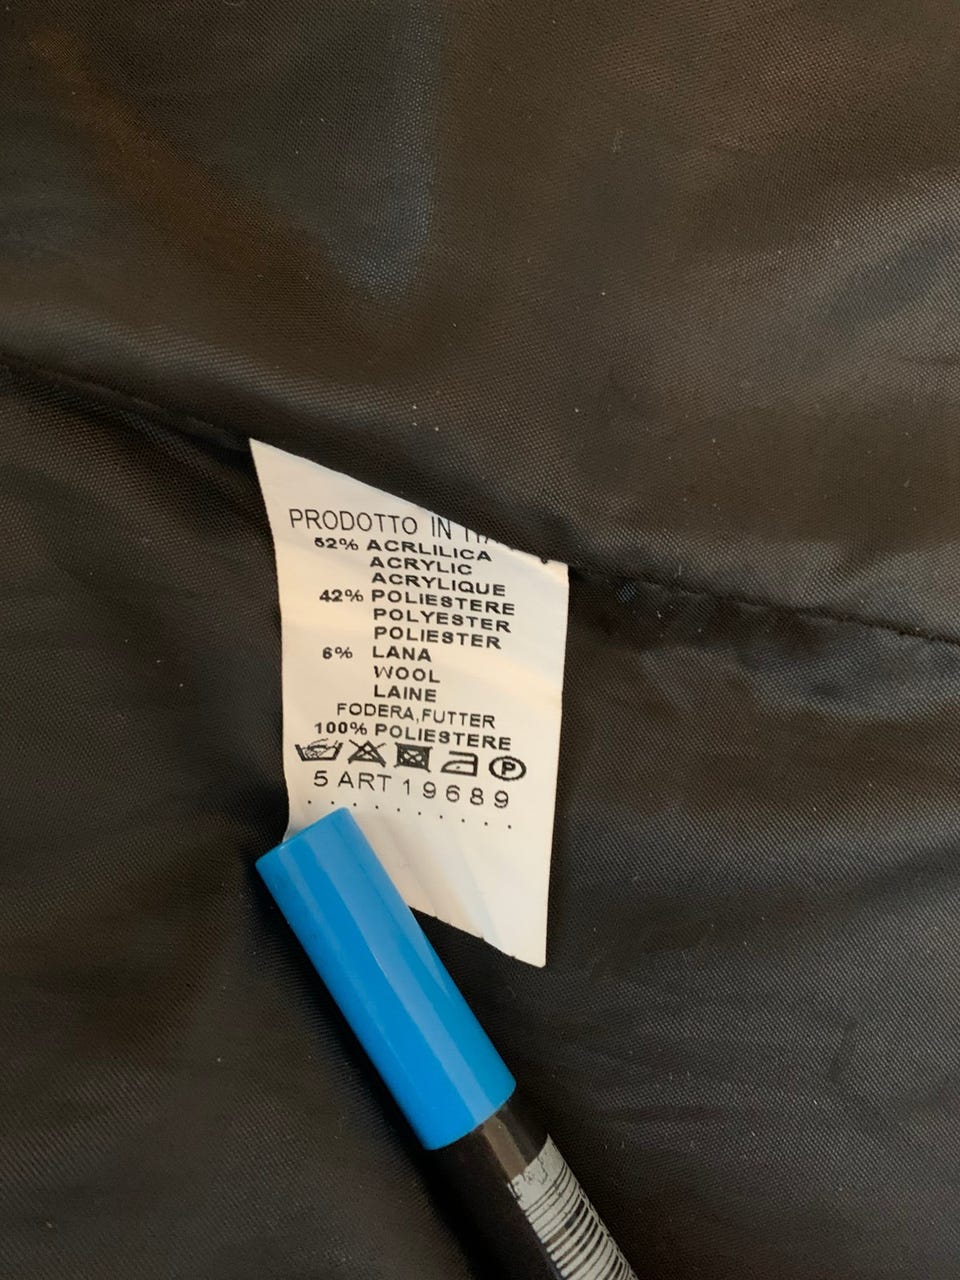 PRODOTTO IN ITA
52% ACRLILICA
ACRYLIC
ACRYLIQUE
42% POLIESTERE
POLYESTER
POLIESTER
6% LANA
WOOL
LAINE
FODERA,FUTTER
100% POLIESTERE
P
5 ART 19689